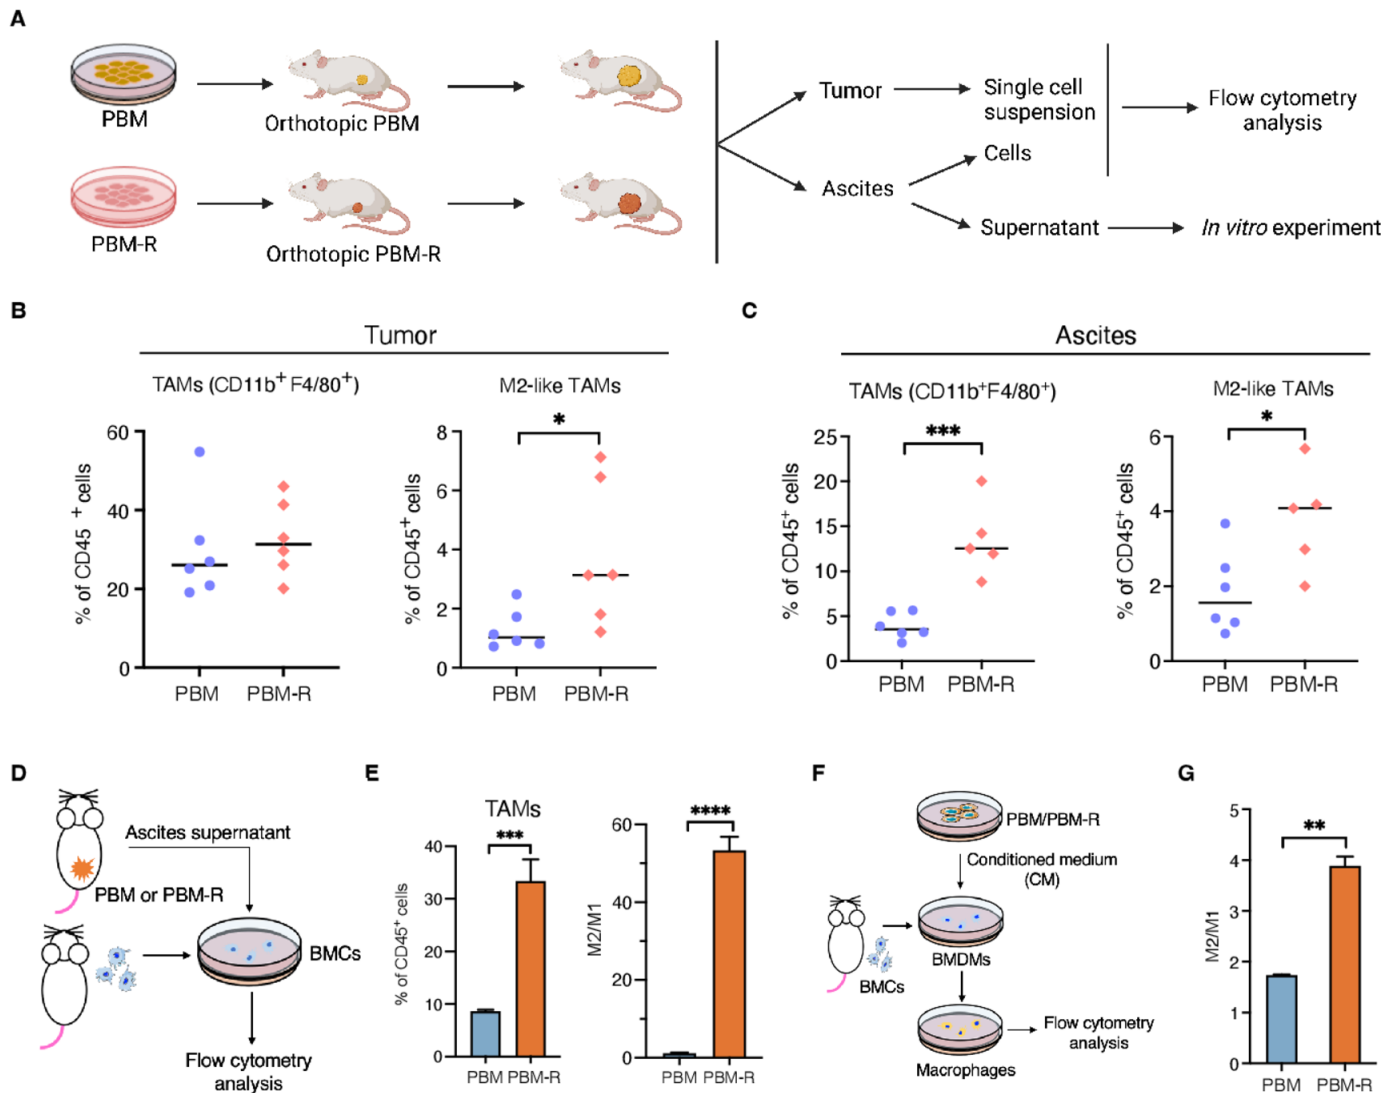 A
PBM
Orthotopic PBM
PBM-R
Orthotopic PBM-R
Tumor
Single cell
suspension
Flow cytometry
analysis
Cells
Ascites
Supernatant
In vitro experiment
B
Tumor
TAMs (CD11b+ F4/80+)
% of CD45 + cells
60
40
20
0
PBM
PBM-R
M2-like TAMs
*
% of CD45+ cells
8
6
4
2
0
PBM
PBM-R
C
Ascites
TAMs (CD11b+F4/80+)
***
% of CD45+ cells
25
20
15
10
5
0
PBM
PBM-R
M2-like TAMs
*
% of CD45+ cells
6
4
2
0
PBM
PBM-R
D
Ascites supernatant
PBM or PBM-R
BMCs
Flow cytometry
analysis
E
TAMs
***
% of CD45+ cells
40
30
20
10
0
PBM PBM-R
****
M2/M1
60
40
20
0
PBM PBM-R
F
PBM/PBM-R
Conditioned medium
(CM)
BMDMs
BMCs
Flow cytometry
analysis
Macrophages
G
**
M2/M1
5
4
3
2
1
0
PBM
PBM-R